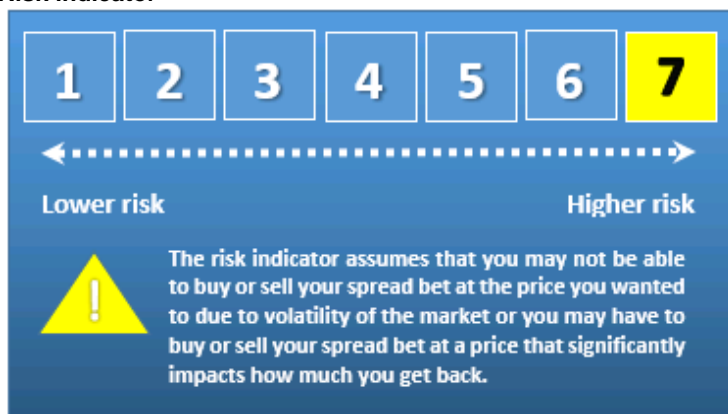 Risk Indicator
1 2 3 4 5 6 7
Lower risk Higher risk
!
The risk indicator assumes that you may not be able
to buy or sell your spread bet at the price you wanted
to due to volatility of the market or you may have to
buy or sell your spread bet at a price that significantly
impacts how much you get back.